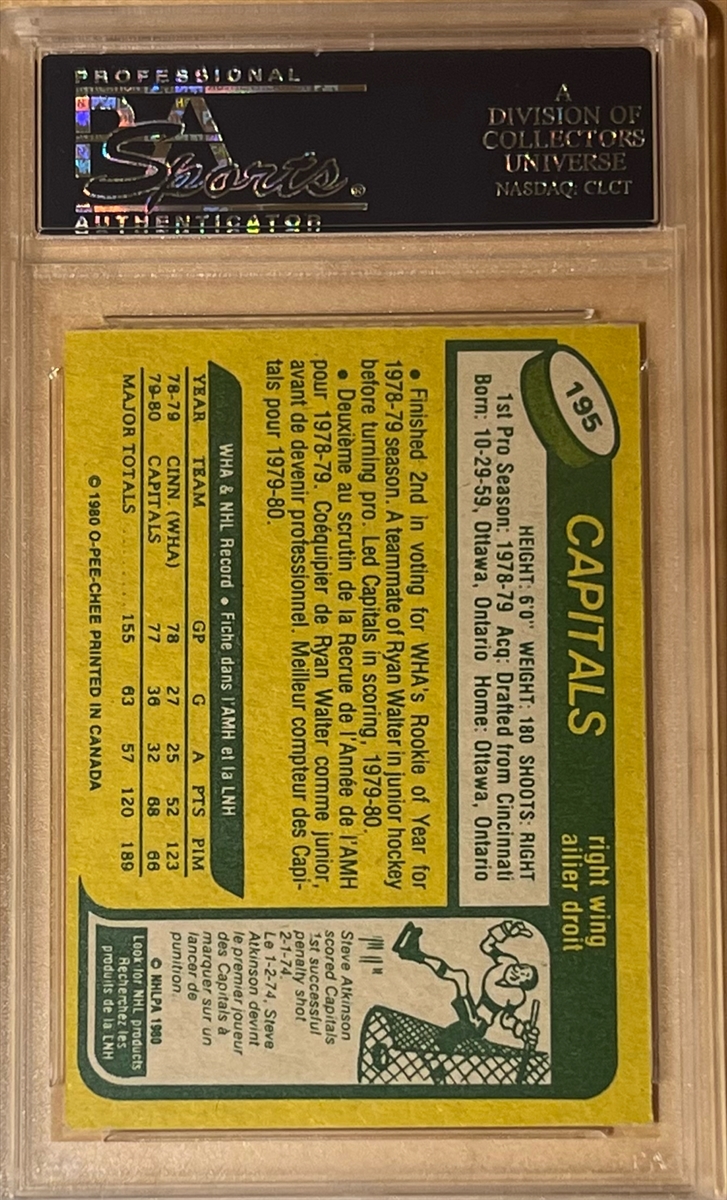 PROFESSIONAL
PSA
Sports®
AUTHENTICATOR
A
DIVISION OF
COLLECTORS
UNIVERSE
NASDAQ: CLCT
195
CAPITALS
right wing
ailier droit
HEIGHT: 6'0" WEIGHT: 180 SHOOTS: RIGHT
1st Pro Season: 1978-79 Acq: Drafted from Cincinnati
Born: 10-29-59, Ottawa, Ontario Home: Ottawa, Ontario
• Finished 2nd in voting for WHA's Rookie of Year for
1978-79 season. A teammate of Ryan Walter in junior hockey
before turning pro. Led Capitals in scoring, 1979-80.
• Deuxième au scrutin de la Recrue de l'Année de l'AMH
pour 1978-79. Coéquipier de Ryan Walter comme junior,
avant de devenir professionnel. Meilleur compteur des Capi-
tals pour 1979-80.
WHA & NHL Record • Fiche dans l'AMH et la LNH
YEAR TEAM GP G A PTS PIM
78-79 CINN. (WHA) 78 27 25 52 123
79-80 CAPITALS 77 36 32 68 66
MAJOR TOTALS ........ 155 63 57 120 189
© 1980 O-PEE-CHEE PRINTED IN CANADA
Steve Atkinson
scored Capitals
1st successful
penalty shot
2-1-74.
Le 1-2-74, Steve
Atkinson devint
le premier joueur
des Capitals à
marquer sur un
lancer de
punition.
© NHLPA 1980
Look for NHL products
Recherchez les
produits de la LNH